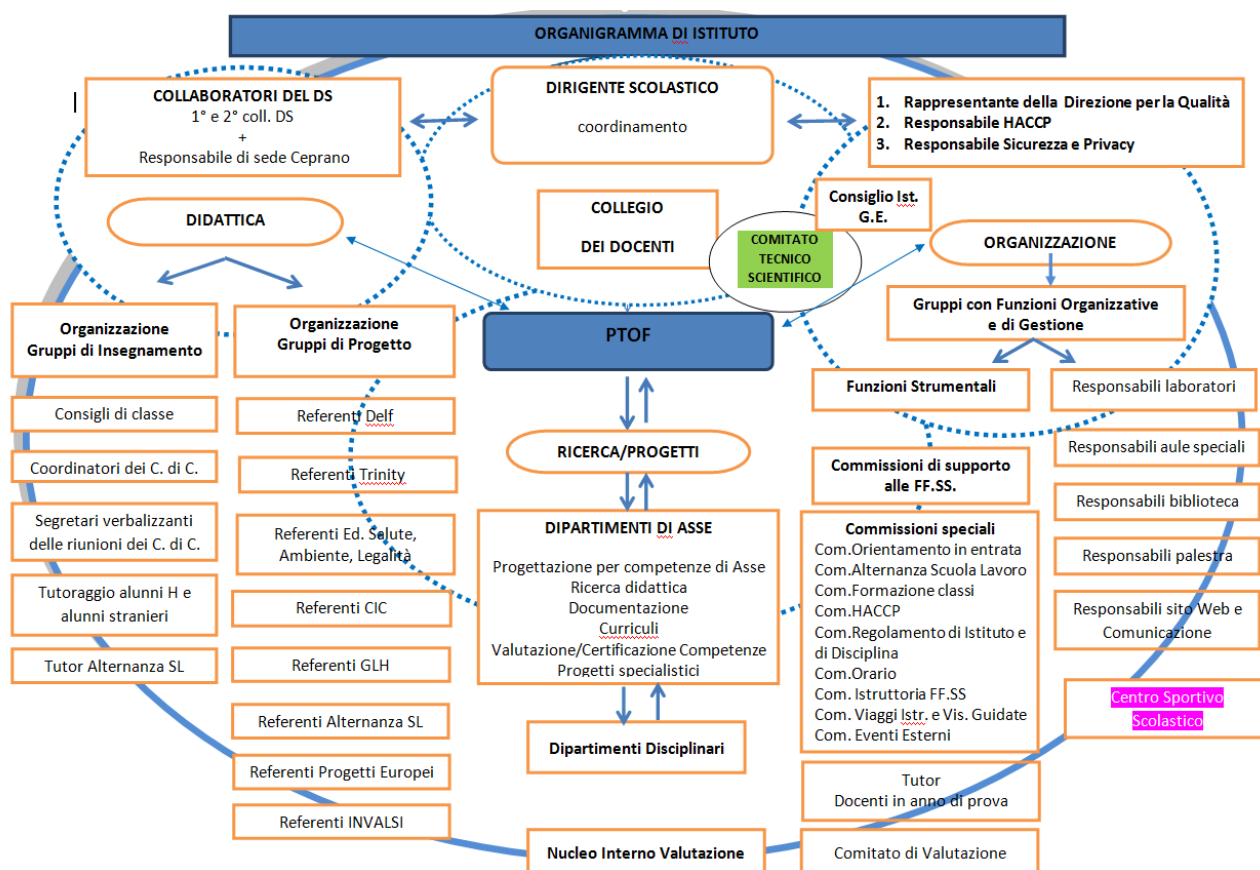 ORGANIGRAMMA DI ISTITUTO
COLLABORATORI DEL DS
1° e 2° coll. DS
+
Responsabile di sede Ceprano
DIRIGENTE SCOLASTICO
coordinamento
1. Rappresentante della Direzione per la Qualità
2. Responsabile HACCP
3. Responsabile Sicurezza e Privacy
DIDATTICA
COLLEGIO
DEI DOCENTI
COMITATO
TECNICO
SCIENTIFICO
Consiglio Ist.
G.E.
ORGANIZZAZIONE
Organizzazione
Gruppi di Insegnamento
Organizzazione
Gruppi di Progetto
PTOF
Gruppi con Funzioni Organizzative
e di Gestione
Consigli di classe
Coordinatori dei C. di C.
Segretari verbalizzanti
delle riunioni dei C. di C.
Tutoraggio alunni H e
alunni stranieri
Tutor Alternanza SL
Referenti Delf
Referenti Trinity
Referenti Ed. Salute,
Ambiente, Legalità
Referenti CIC
Referenti GLH
Referenti Alternanza SL
Referenti Progetti Europei
Referenti INVALSI
RICERCA/PROGETTI
DIPARTIMENTI DI ASSE
Progettazione per competenze di Asse
Ricerca didattica
Documentazione
Curriculi
Valutazione/Certificazione Competenze
Progetti specialistici
Dipartimenti Disciplinari
Nucleo Interno Valutazione
Funzioni Strumentali
Commissioni di supporto
alle FF.SS.
Commissioni speciali
Com.Orientamento in entrata
Com.Alternanza Scuola Lavoro
Com.Formazione classi
Com.HACCP
Com.Regolamento di Istituto e
di Disciplina
Com.Orario
Com. Istruttoria FF.SS
Com. Viaggi Istr. e Vis. Guidate
Com. Eventi Esterni
Tutor
Docenti in anno di prova
Comitato di Valutazione
Responsabili laboratori
Responsabili aule speciali
Responsabili biblioteca
Responsabili palestra
Responsabili sito Web e
Comunicazione
Centro Sportivo
Scolastico